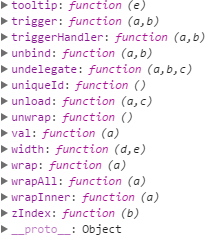 tooltip: function (e)
trigger: function (a,b)
triggerHandler: function (a,b)
unbind: function (a,b)
undelegate: function (a,b,c)
uniqueId: function ()
unload: function (a,c)
unwrap: function ()
val: function (a)
width: function (d,e)
wrap: function (a)
wrapAll: function (a)
wrapInner: function (a)
zIndex: function (b)
__proto__: Object